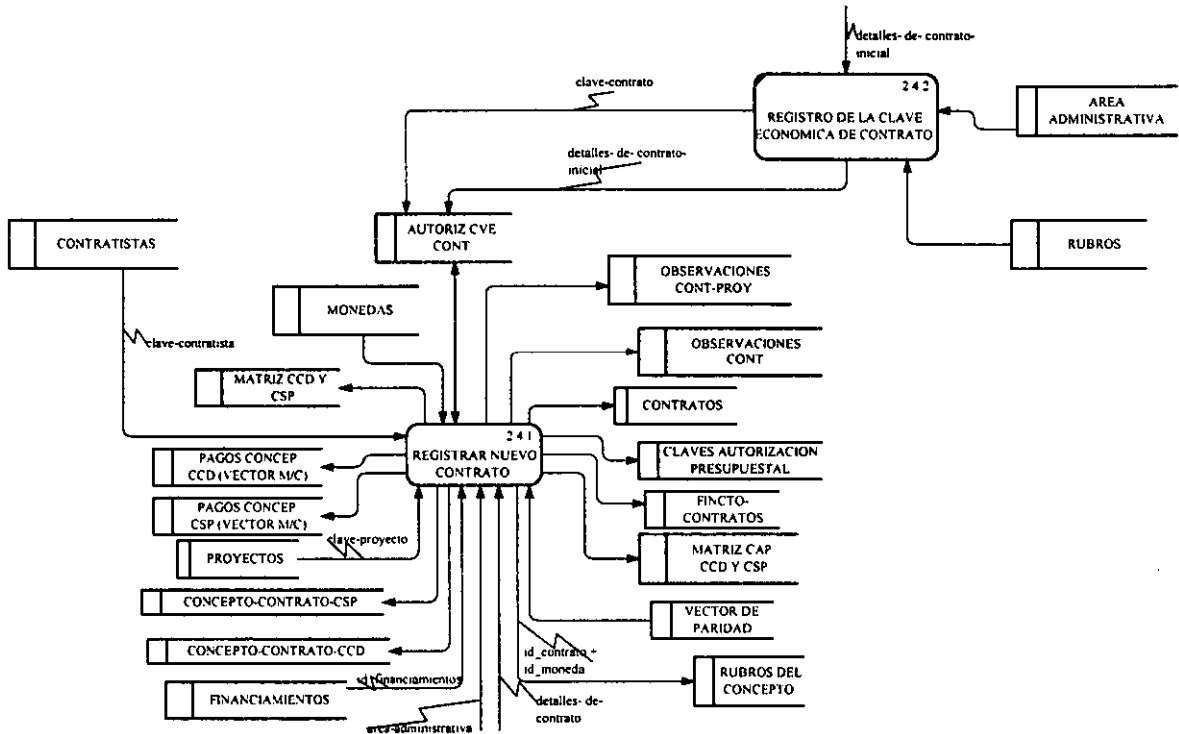 detalles- de- contrato-
inicial
clave-contrato
2 4 2
REGISTRO DE LA CLAVE
ECONOMICA DE CONTRATO
AREA
ADMINISTRATIVA
detalles- de- contrato-
inicial
CONTRATISTAS
AUTORIZ CVE
CONT
RUBROS
OBSERVACIONES
CONT-PROY
MONEDAS
clave-contratista
OBSERVACIONES
CONT
MATRIZ CCD Y
CSP
CONTRATOS
2 4 1
REGISTRAR NUEVO
CONTRATO
PAGOS CONCEP
CCD (VECTOR M/C)
CLAVES AUTORIZACION
PRESUPUESTAL
PAGOS CONCEP
CSP (VECTOR M/C)
FINCTO-
CONTRATOS
clave-proyecto
PROYECTOS
MATRIZ CAP
CCD Y CSP
CONCEPTO-CONTRATO-CSP
VECTOR DE
PARIDAD
CONCEPTO-CONTRATO-CCD
id_contrato +
id_moneda
RUBROS DEL
CONCEPTO
id_financiamientos
FINANCIAMIENTOS
detalles- de-
contrato
area-administrativa